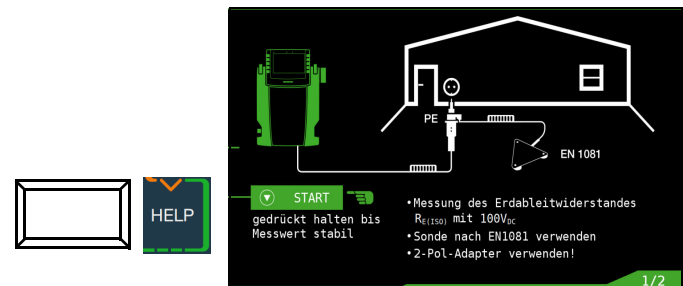 HELP
PE
EN 1081
START
gedrückt halten bis
Messwert stabil
•Messung des Erdableitwiderstandes
RE(ISO) mit 100VDC
•Sonde nach EN1081 verwenden
•2-Pol-Adapter verwenden!
1/2